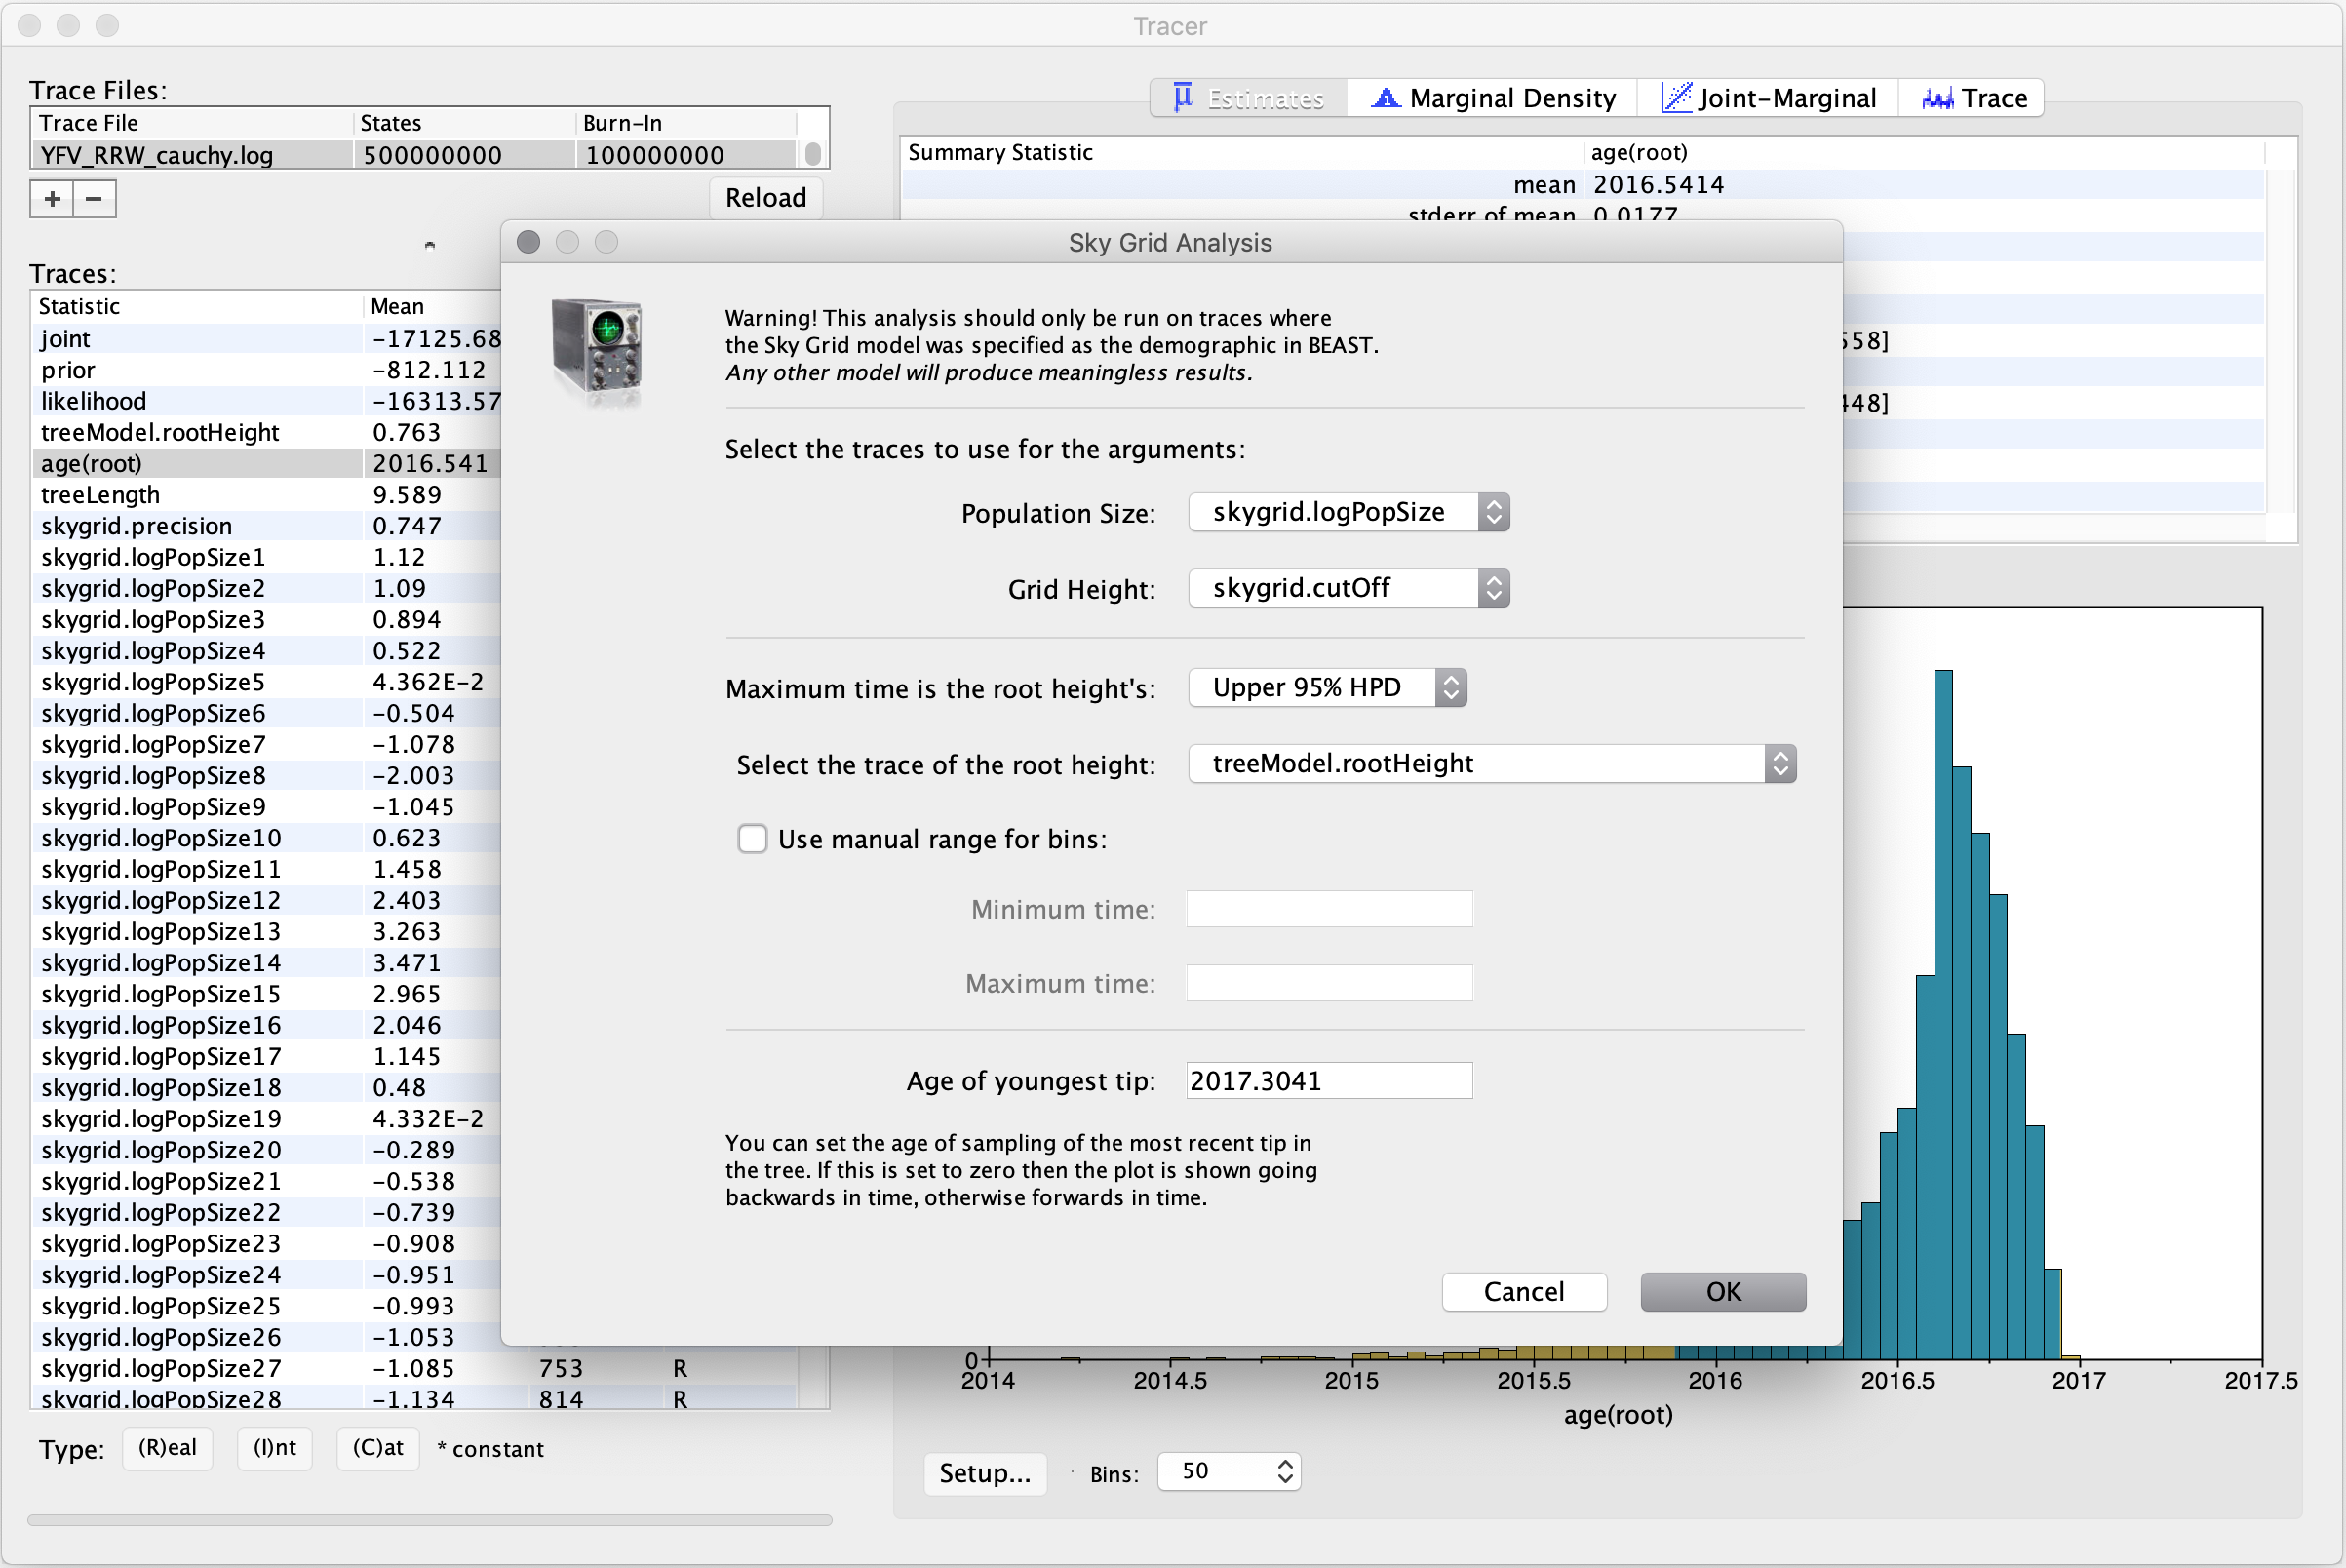 Tracer
Trace Files:
Trace File States Burn-In
YFV_RRW_cauchy.log 500000000 100000000
+ −
Reload
Traces:
Statistic Mean
joint -17125.68
prior -812.112
likelihood -16313.57
treeModel.rootHeight 0.763
age(root) 2016.541
treeLength 9.589
skygrid.precision 0.747
skygrid.logPopSize1 1.12
skygrid.logPopSize2 1.09
skygrid.logPopSize3 0.894
skygrid.logPopSize4 0.522
skygrid.logPopSize5 4.362E-2
skygrid.logPopSize6 -0.504
skygrid.logPopSize7 -1.078
skygrid.logPopSize8 -2.003
skygrid.logPopSize9 -1.045
skygrid.logPopSize10 0.623
skygrid.logPopSize11 1.458
skygrid.logPopSize12 2.403
skygrid.logPopSize13 3.263
skygrid.logPopSize14 3.471
skygrid.logPopSize15 2.965
skygrid.logPopSize16 2.046
skygrid.logPopSize17 1.145
skygrid.logPopSize18 0.48
skygrid.logPopSize19 4.332E-2
skygrid.logPopSize20 -0.289
skygrid.logPopSize21 -0.538
skygrid.logPopSize22 -0.739
skygrid.logPopSize23 -0.908
skygrid.logPopSize24 -0.951
skygrid.logPopSize25 -0.993
skygrid.logPopSize26 -1.053
skygrid.logPopSize27 -1.085 753 R
skygrid.logPopSize28 -1.134 814 R
Type: (R)eal (I)nt (C)at * constant
Estimates Marginal Density Joint-Marginal Trace
Summary Statistic age(root)
mean 2016.5414
stderr of mean 0.0177
558]
448]
Sky Grid Analysis
Warning! This analysis should only be run on traces where
the Sky Grid model was specified as the demographic in BEAST.
Any other model will produce meaningless results.
Select the traces to use for the arguments:
Population Size: skygrid.logPopSize
Grid Height: skygrid.cutOff
Maximum time is the root height's: Upper 95% HPD
Select the trace of the root height: treeModel.rootHeight
Use manual range for bins:
Minimum time:
Maximum time:
Age of youngest tip: 2017.3041
You can set the age of sampling of the most recent tip in
the tree. If this is set to zero then the plot is shown going
backwards in time, otherwise forwards in time.
Cancel OK
0
2014 2014.5 2015 2015.5 2016 2016.5 2017 2017.5
age(root)
Setup... Bins: 50